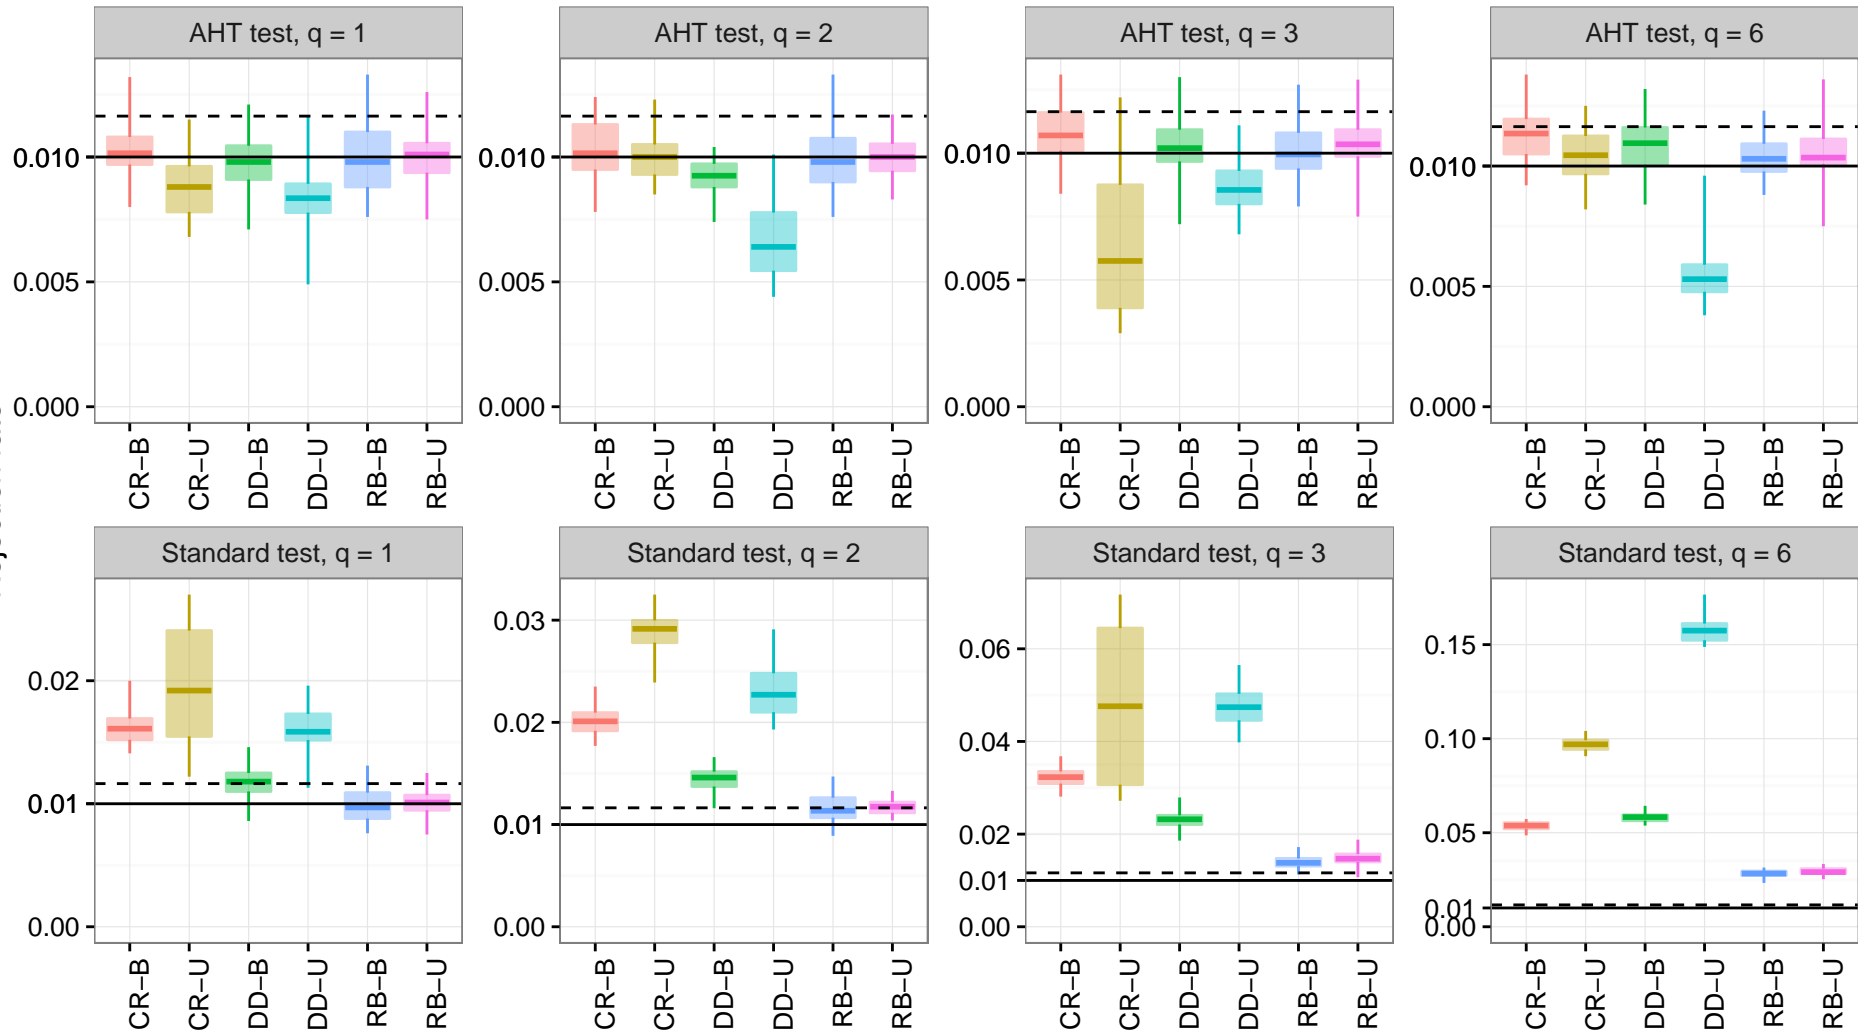 AHT test, q = 1
AHT test, q = 2
AHT test, q = 3
AHT test, q = 6
0.010
0.005
0.000
0.010
0.005
0.000
0.010
0.005
0.000
0.010
0.005
0.000
CR−B
CR−U
DD−B
DD−U
RB−B
RB−U
CR−B
CR−U
DD−B
DD−U
RB−B
RB−U
CR−B
CR−U
DD−B
DD−U
RB−B
RB−U
CR−B
CR−U
DD−B
DD−U
RB−B
RB−U
Standard test, q = 1
Standard test, q = 2
Standard test, q = 3
Standard test, q = 6
0.02
0.01
0.00
0.03
0.02
0.01
0.00
0.06
0.04
0.02
0.01
0.00
0.15
0.10
0.05
0.01
0.00
CR−B
CR−U
DD−B
DD−U
RB−B
RB−U
CR−B
CR−U
DD−B
DD−U
RB−B
RB−U
CR−B
CR−U
DD−B
DD−U
RB−B
RB−U
CR−B
CR−U
DD−B
DD−U
RB−B
RB−U